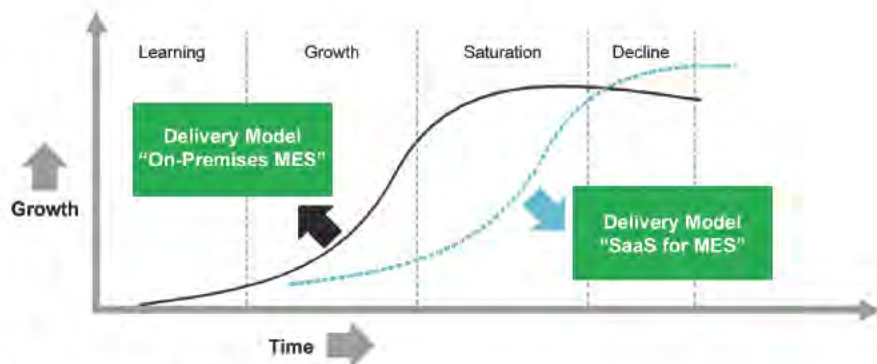 Learning Growth Saturation Decline
Delivery Model
“On-Premises MES”
Growth
Delivery Model
“SaaS for MES”
Time